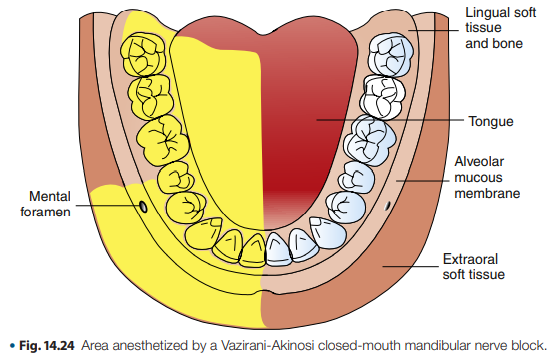 Lingual soft
tissue
and bone
Tongue
Alveolar
mucous
membrane
Mental
foramen
Extraoral
soft tissue
• Fig. 14.24 Area anesthetized by a Vazirani-Akinosi closed-mouth mandibular nerve block.